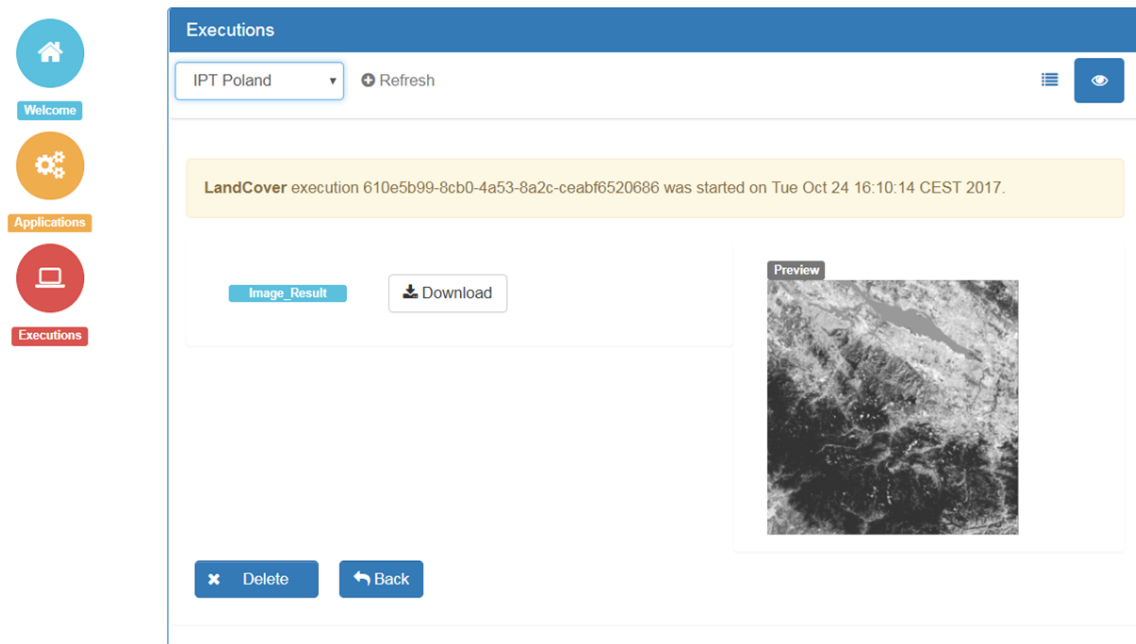 Welcome
Applications
Executions
Executions
IPT Poland
Refresh
LandCover execution 610e5b99-8cb0-4a53-8a2c-ceabf6520686 was started on Tue Oct 24 16:10:14 CEST 2017.
Image_Result
Download
Preview
Delete
Back